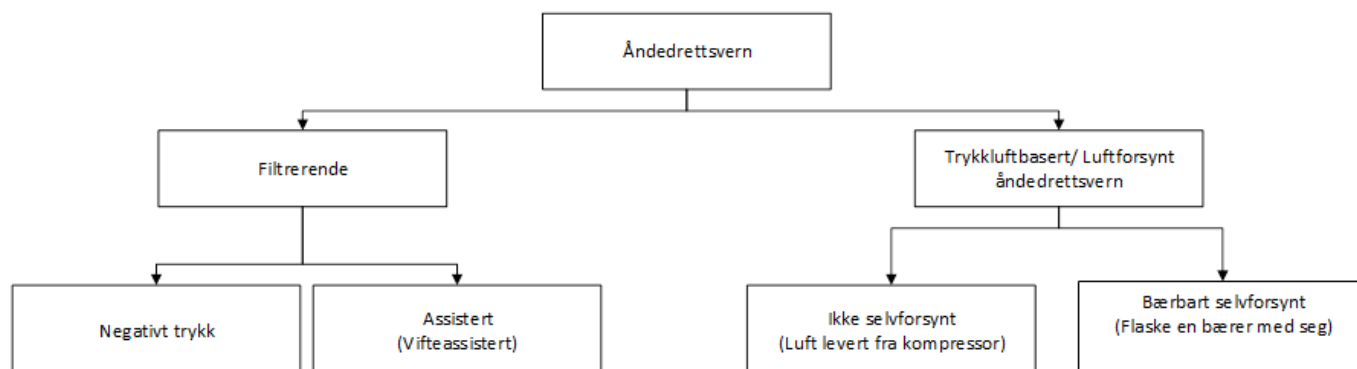 Åndedrettsvern
Filtrerende
Trykkluftbasert/ Luftforsynt
åndedrettsvern
Negativt trykk
Assistert
(Vifteassistert)
Ikke selvforsynt
(Luft levert fra kompressor)
Bærbart selvforsynt
(Flaske en bærer med seg)